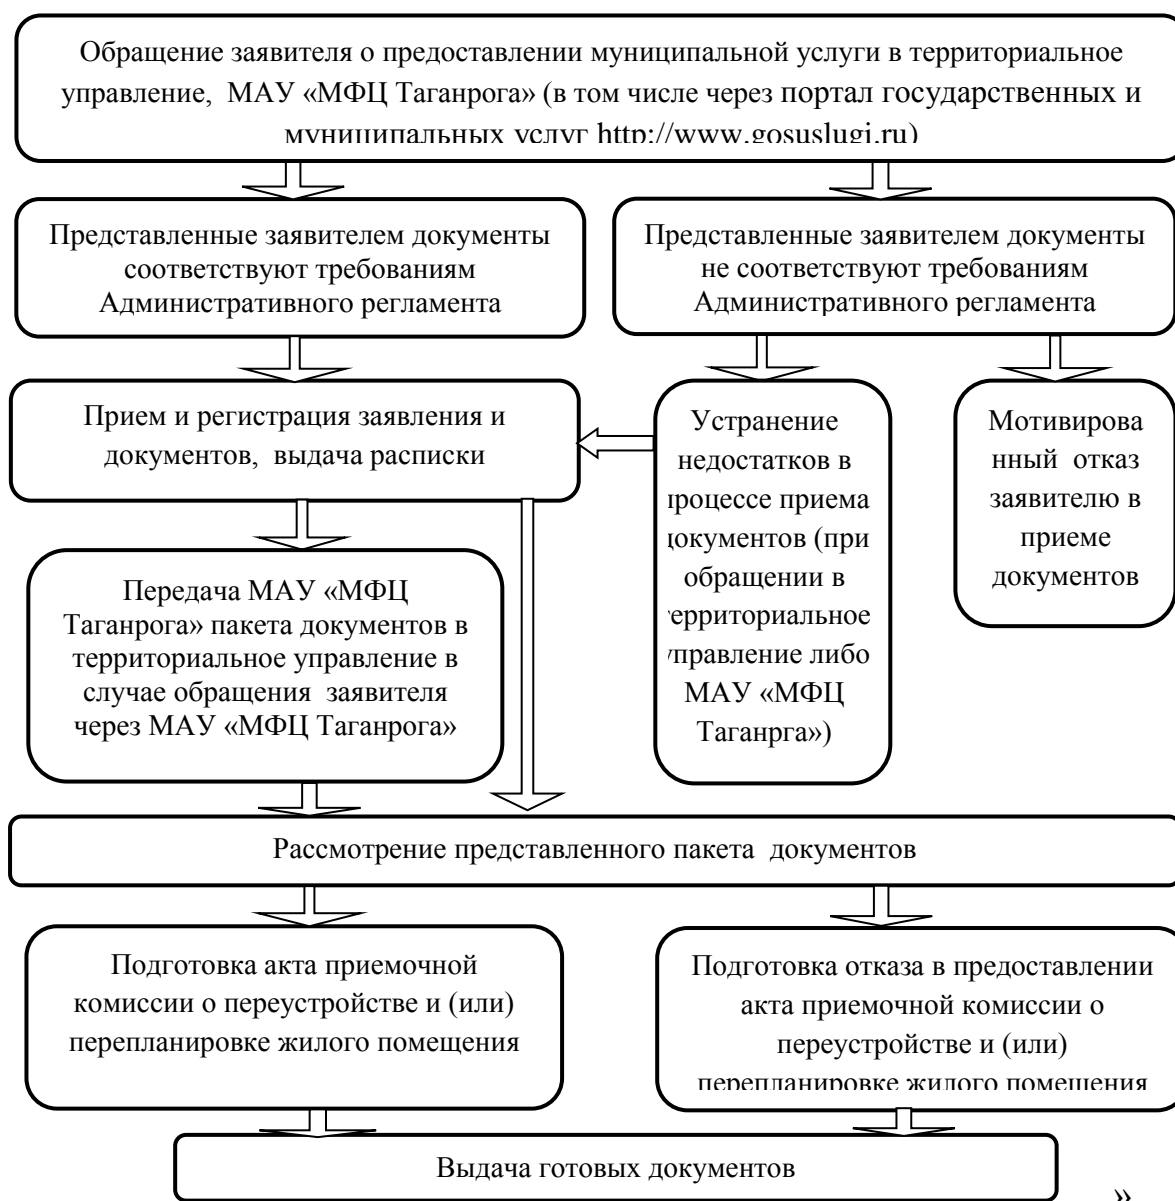 Обращение заявителя о предоставлении муниципальной услуги в территориальное
управление, МАУ «МФЦ Таганрога» (в том числе через портал государственных и
муниципальных услуг http://www.gosuslugi.ru)
Представленные заявителем документы
соответствуют требованиям
Административного регламента
Представленные заявителем документы
не соответствуют требованиям
Административного регламента
Прием и регистрация заявления и
документов, выдача расписки
Устранение
недостатков в
процессе приема
документов (при
обращении в
территориальное
управление либо
МАУ «МФЦ
Таганрга»)
Мотивирова
нный отказ
заявителю в
приеме
документов
Передача МАУ «МФЦ
Таганрога» пакета документов в
территориальное управление в
случае обращения заявителя
через МАУ «МФЦ Таганрога»
Рассмотрение представленного пакета документов
Подготовка акта приемочной
комиссии о переустройстве и (или)
перепланировке жилого помещения
Подготовка отказа в предоставлении
акта приемочной комиссии о
переустройстве и (или)
перепланировке жилого помещения
Выдача готовых документов
»